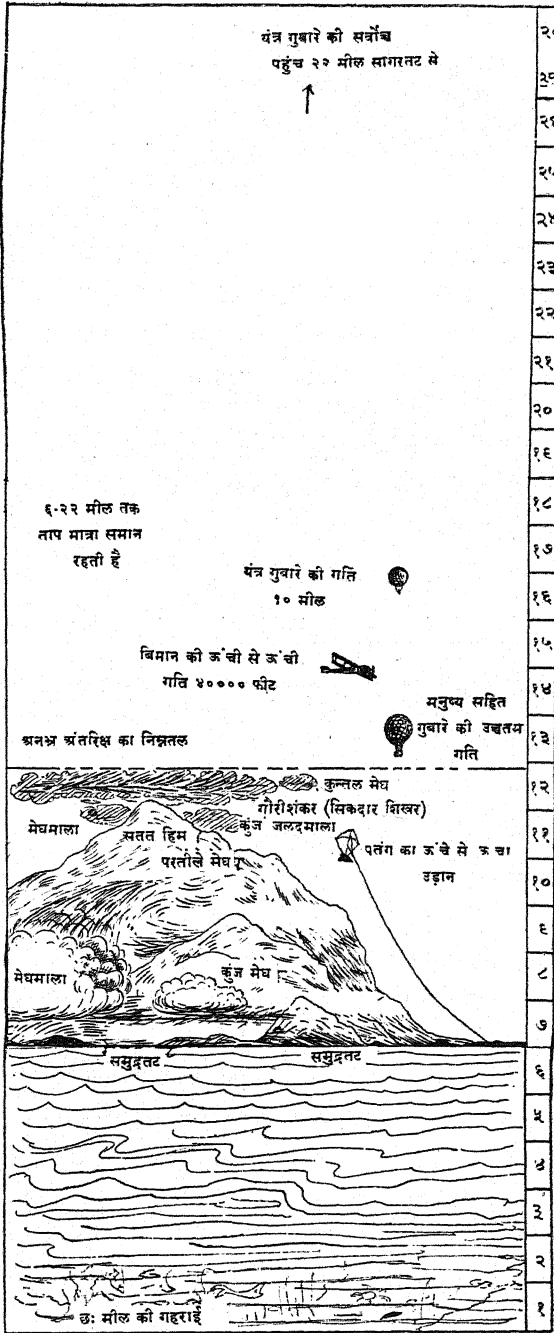 यंत्र गुबारे की सर्वोच्च
पहुंच २२ मील सागरतट से
२६
२५
२४
२३
२२
२१
२०
१९
६-२२ मील तक
ताप मात्रा समान
रहती है
१८
१७
यंत्र गुबारे की गति
१० मील
१६
बिमान की ऊंची से ऊंची
गति ४०००० फीट
१५
१४
मनुष्य सहित
गुबारे की उच्चतम
गति
१३
अनभ्र अंतरिक्ष का निम्नतल
कुन्तल मेघ
१२
गौरीशंकर (सिकदार शिखर)
मेघमाला
सतत हिम
कुंज जलदमाला
११
परतीले मेघ
पतंग का ऊंचे से ऊंचा
उड़ान
१०
९
मेघमाला
कुंज मेघ
८
७
समुद्रतट
समुद्रतट
६
५
४
३
२
छः मील की गहराई
१